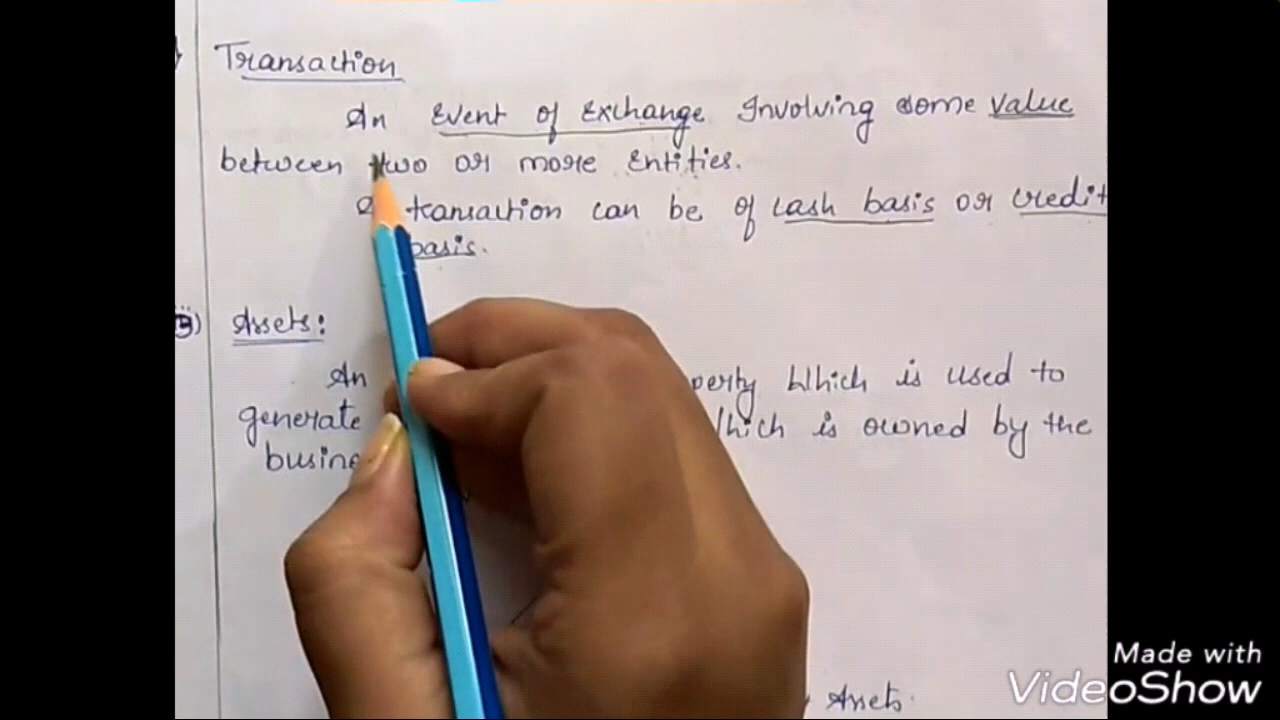 Transaction
An Event of Exchange Involving some value
between two or more Entities.
transaction can be of cash basis or credit
basis.
Assets:
An perty Which is used to
generate Which is owned by the
busine
Assets.
Made with
VideoShow